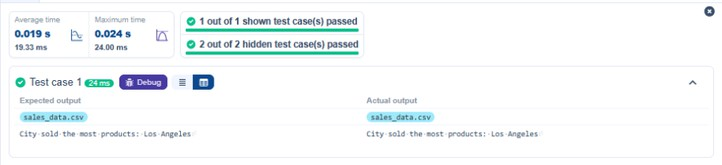 Average time
0.019 s
19.33 ms
Maximum time
0.024 s
24.00 ms
1 out of 1 shown test case(s) passed
2 out of 2 hidden test case(s) passed
Test case 1 24 ms Debug
Expected output
sales_data.csv
City·sold·the·most·products:·Los·Angeles
Actual output
sales_data.csv
City·sold·the·most·products:·Los·Angeles